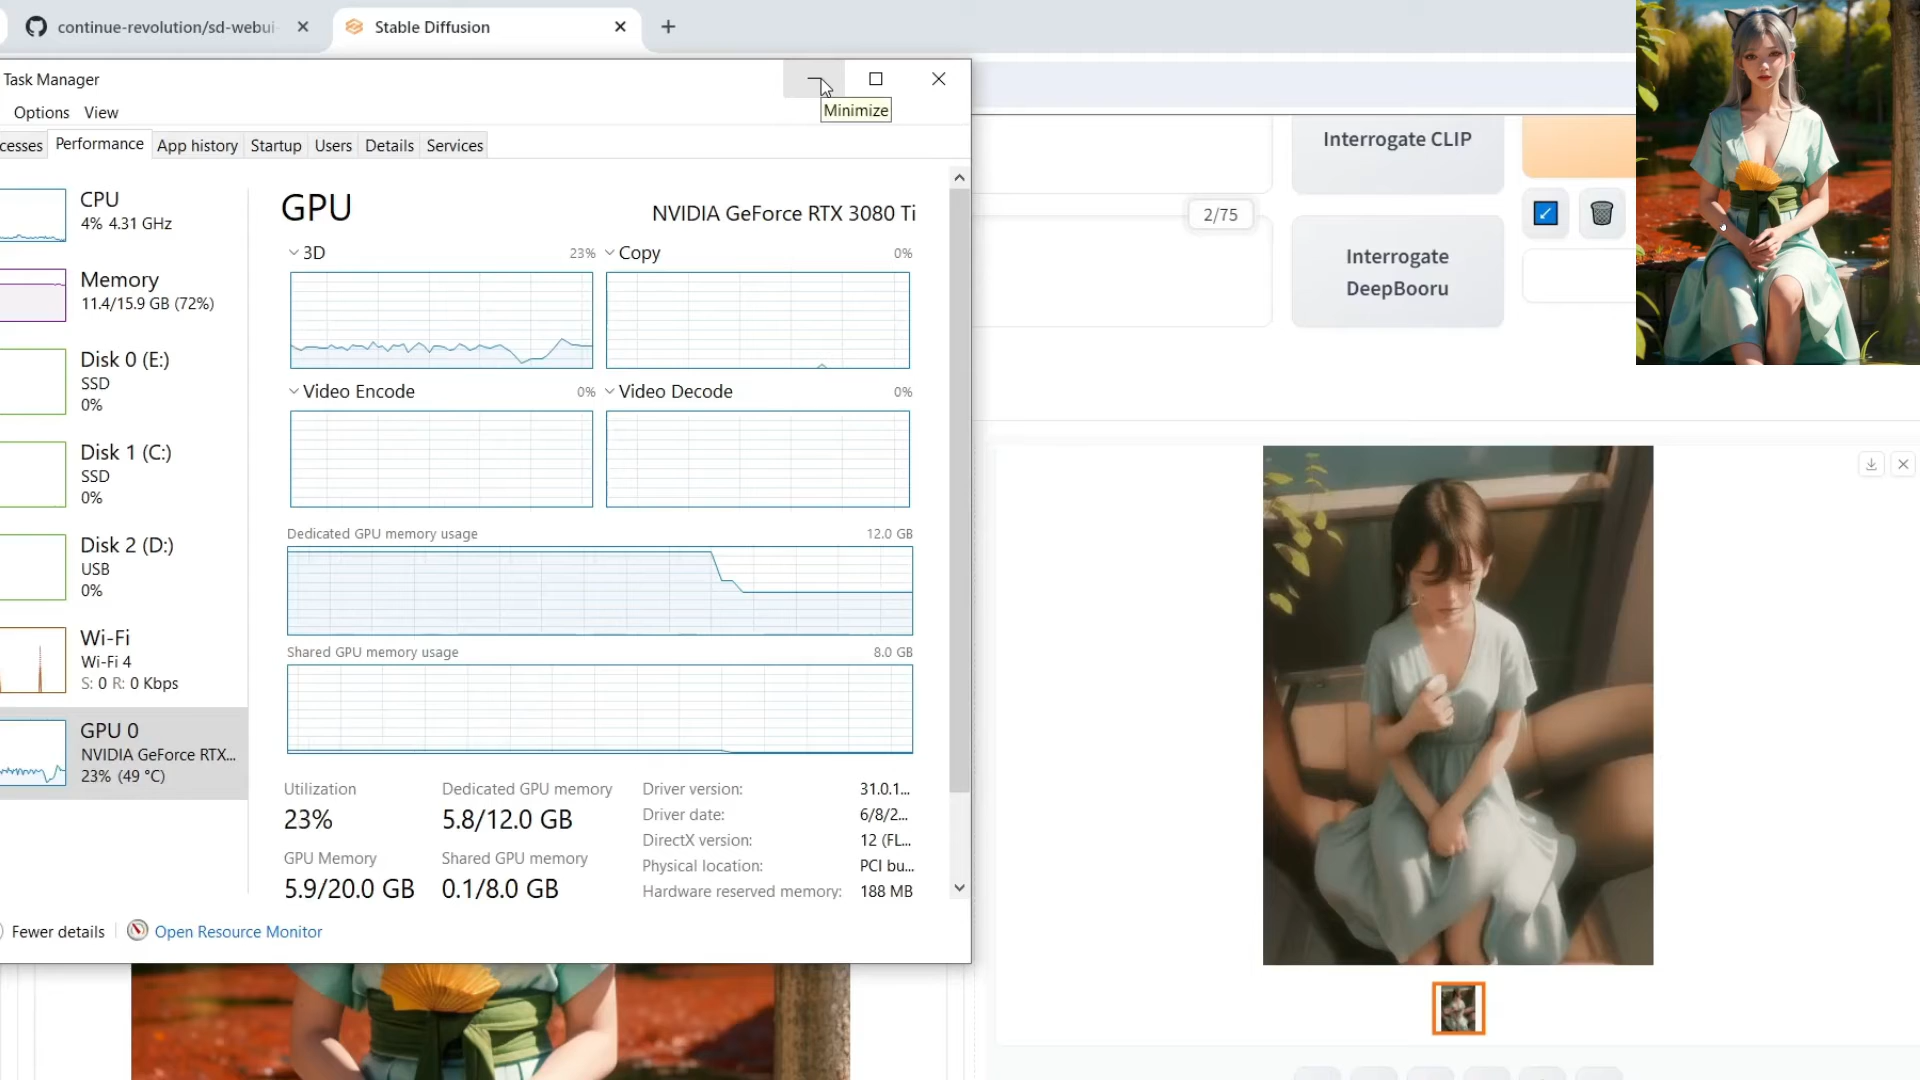 continue-revolution/sd-webui-
Stable Diffusion
Task Manager
Minimize
Options
View
cesses
Performance
App history
Startup
Users
Details
Services
CPU
4% 4.31 GHz
Memory
11.4/15.9 GB (72%)
Disk 0 (E:)
SSD
0%
Disk 1 (C:)
SSD
0%
Disk 2 (D:)
USB
0%
Wi-Fi
Wi-Fi 4
S: 0 R: 0 Kbps
GPU 0
NVIDIA GeForce RTX...
23% (49 °C)
GPU
NVIDIA GeForce RTX 3080 Ti
3D
23%
Copy
0%
Video Encode
0%
Video Decode
0%
Dedicated GPU memory usage
12.0 GB
Shared GPU memory usage
8.0 GB
Utilization
23%
Dedicated GPU memory
5.8/12.0 GB
GPU Memory
5.9/20.0 GB
Shared GPU memory
0.1/8.0 GB
Driver version:
31.0.1...
Driver date:
6/8/2...
DirectX version:
12 (FL...
Physical location:
PCI bu...
Hardware reserved memory:
188 MB
Fewer details
Open Resource Monitor
2/75
Interrogate CLIP
Interrogate
DeepBooru